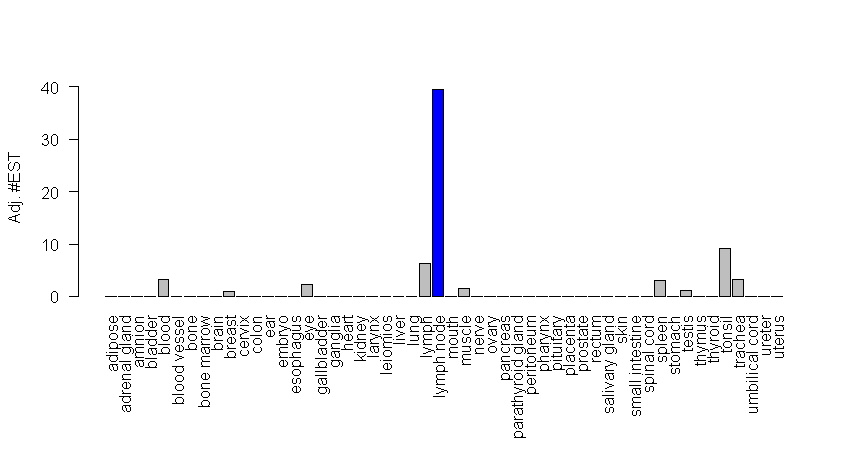 Adj. #EST
40
30
20
10
0
adipose
adrenal gland
amnion
bladder
blood
blood vessel
bone
bone marrow
brain
breast
cervix
colon
ear
embryo
esophagus
eye
gallbladder
ganglia
heart
kidney
larynx
leiomios
liver
lung
lymph
lymph node
mouth
muscle
nerve
ovary
pancreas
parathyroid gland
peritoneum
pharynx
pituitary
placenta
prostate
rectum
salivary gland
skin
small intestine
spinal cord
spleen
stomach
testis
thymus
thyroid
tonsil
trachea
umbilical cord
ureter
uterus